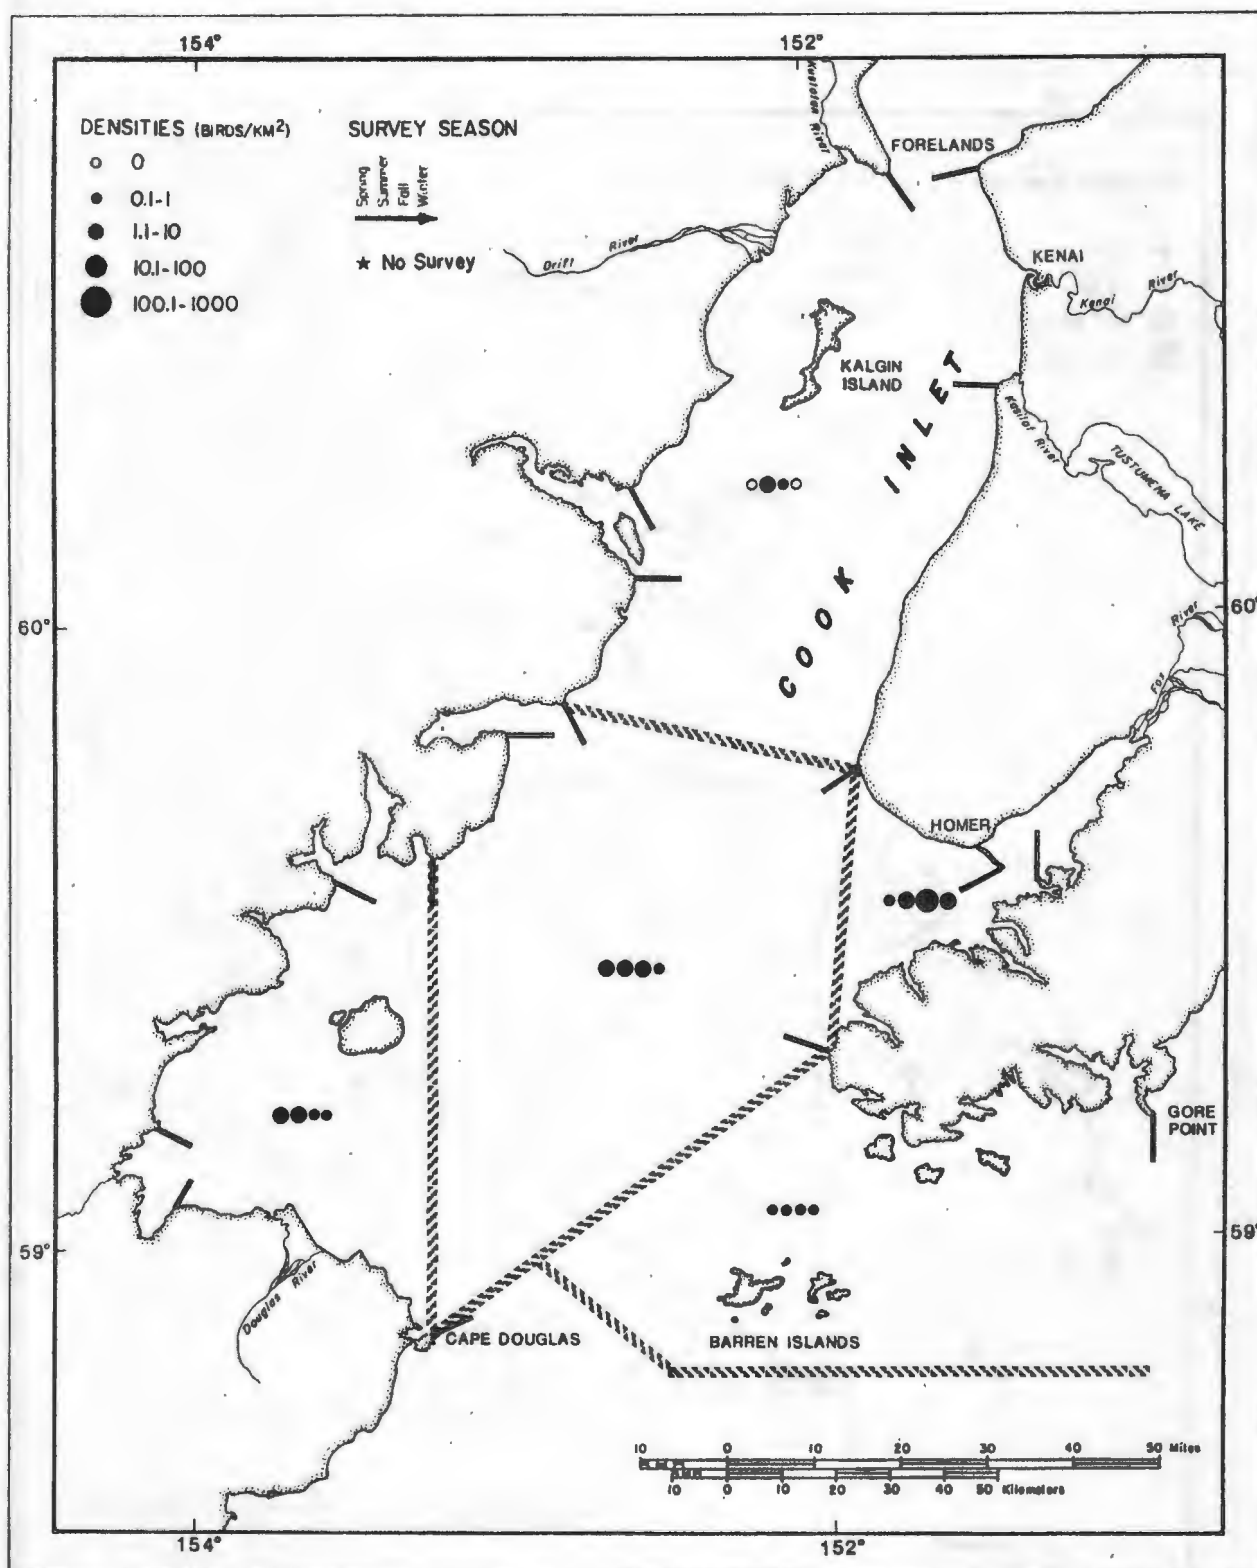 154° 152°
DENSITIES (BIRDS/KM²)
0
0.1-1
1.1-10
10.1-100
100.1-1000
SURVEY SEASON
Spring
Summer
Fall
Winter
★ No Survey
River
FORELANDS
Drift River
KENAI
Kenai River
KALGIN
ISLAND
Kasilof River
TUSTUMENA
LAKE
COOK INLET
60° 60°
Fox River
HOMER
GORE
POINT
59° 59°
Douglas River
CAPE DOUGLAS
BARREN ISLANDS
10 0 10 20 30 40 50 Miles
10 0 10 20 30 40 50 Kilometers
154° 152°